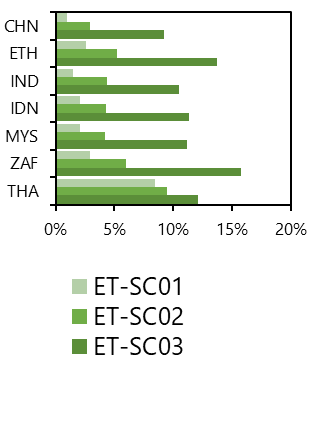 CHN
ETH
IND
IDN
MYS
ZAF
THA
0% 5% 10% 15% 20%
ET-SC01
ET-SC02
ET-SC03